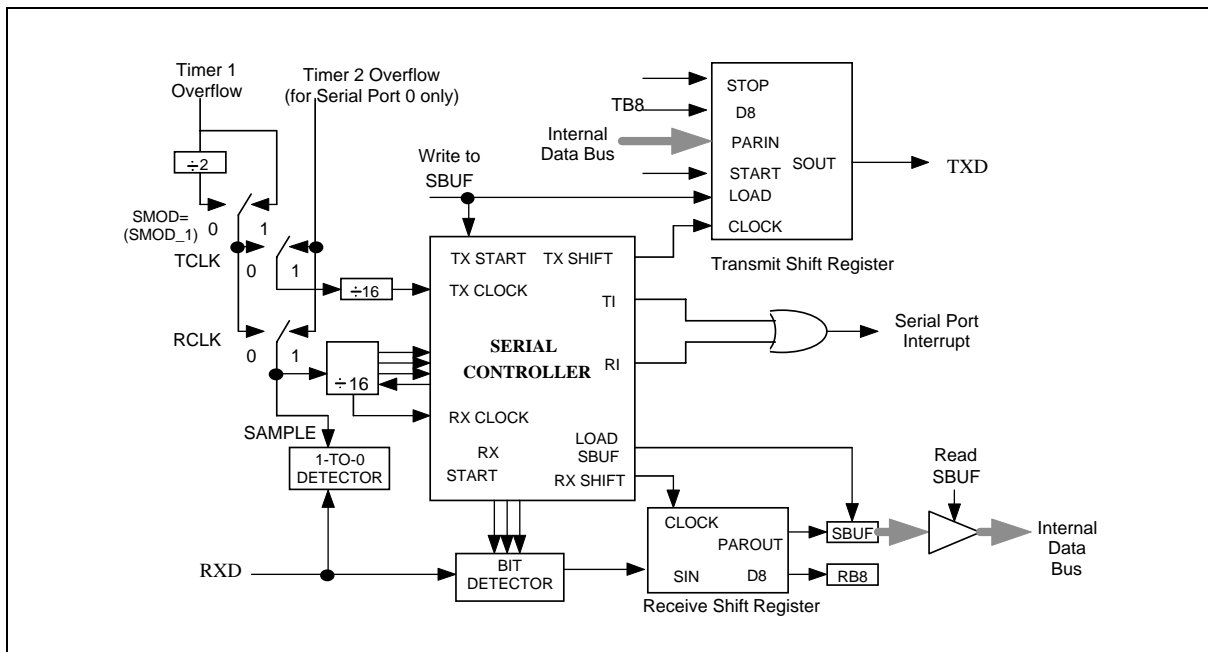 Timer 1
Overflow
Timer 2 Overflow
(for Serial Port 0 only)
÷2
SMOD=
(SMOD_1)
0
1
TCLK
0
1
÷16
RCLK
0
1
÷16
SAMPLE
1-TO-0
DETECTOR
RXD
Write to
SBUF
TX START
TX SHIFT
TX CLOCK
TI
SERIAL
CONTROLLER
RI
RX CLOCK
LOAD
SBUF
RX
START
RX SHIFT
BIT
DETECTOR
TB8
Internal
Data Bus
STOP
D8
PARIN
SOUT
START
LOAD
CLOCK
TXD
Transmit Shift Register
Serial Port
Interrupt
CLOCK
PAROUT
SIN
D8
Receive Shift Register
SBUF
RB8
Read
SBUF
Internal
Data
Bus